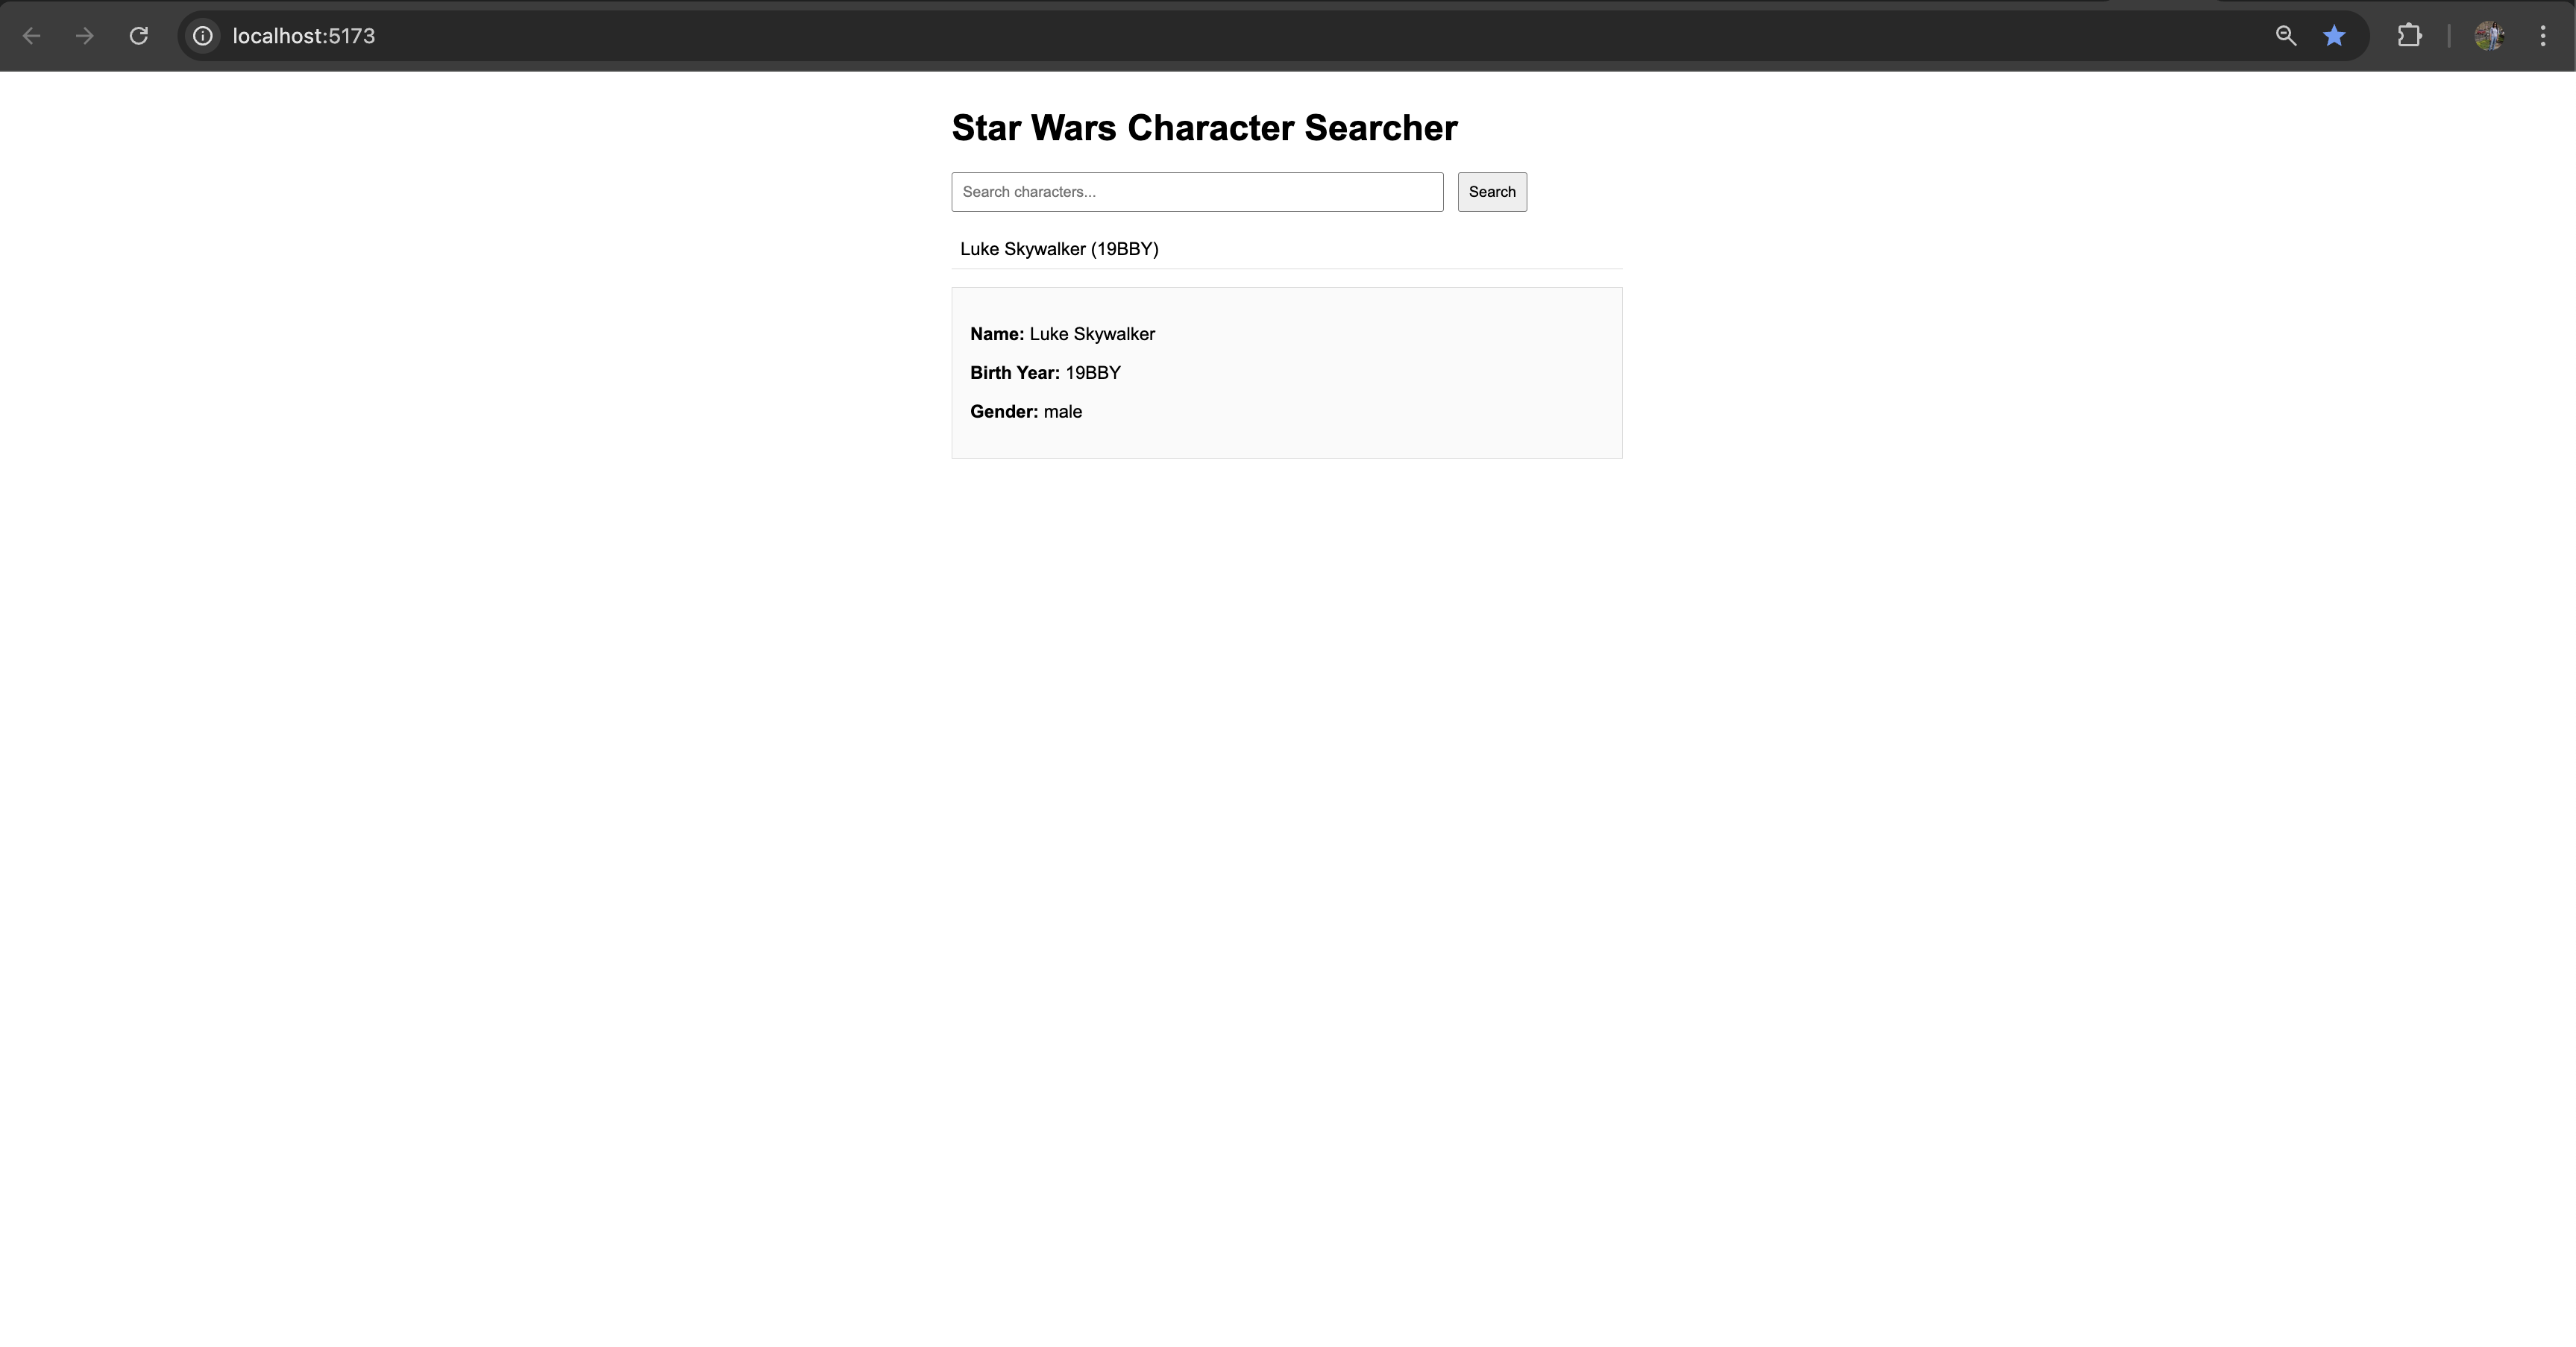 localhost:5173
Star Wars Character Searcher
Search characters...
Search
Luke Skywalker (19BBY)
Name: Luke Skywalker
Birth Year: 19BBY
Gender: male